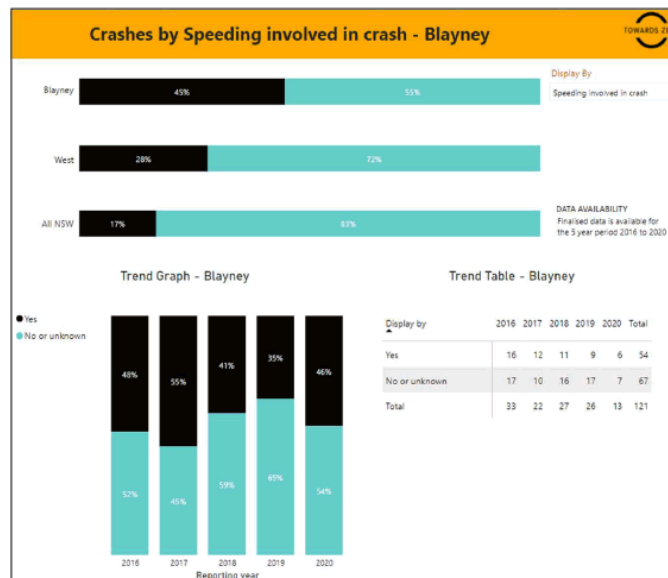 Crashes by Speeding involved in crash - Blayney
TOWARDS
Display By
Speeding involved in crash
Blayney 45% 55%
West 28% 72%
All NSW 17% 83%
DATA AVAILABILITY
Finalised data is available for
the 5 year period 2016 to 2020
Trend Graph - Blayney
Yes
No or unknown
48% 55% 41% 35% 46%
52% 45% 59% 65% 54%
2016 2017 2018 2019 2020
Reporting year
Trend Table - Blayney
Display by 2016 2017 2018 2019 2020 Total
Yes 16 12 11 9 6 54
No or unknown 17 10 16 17 7 67
Total 33 22 27 26 13 121